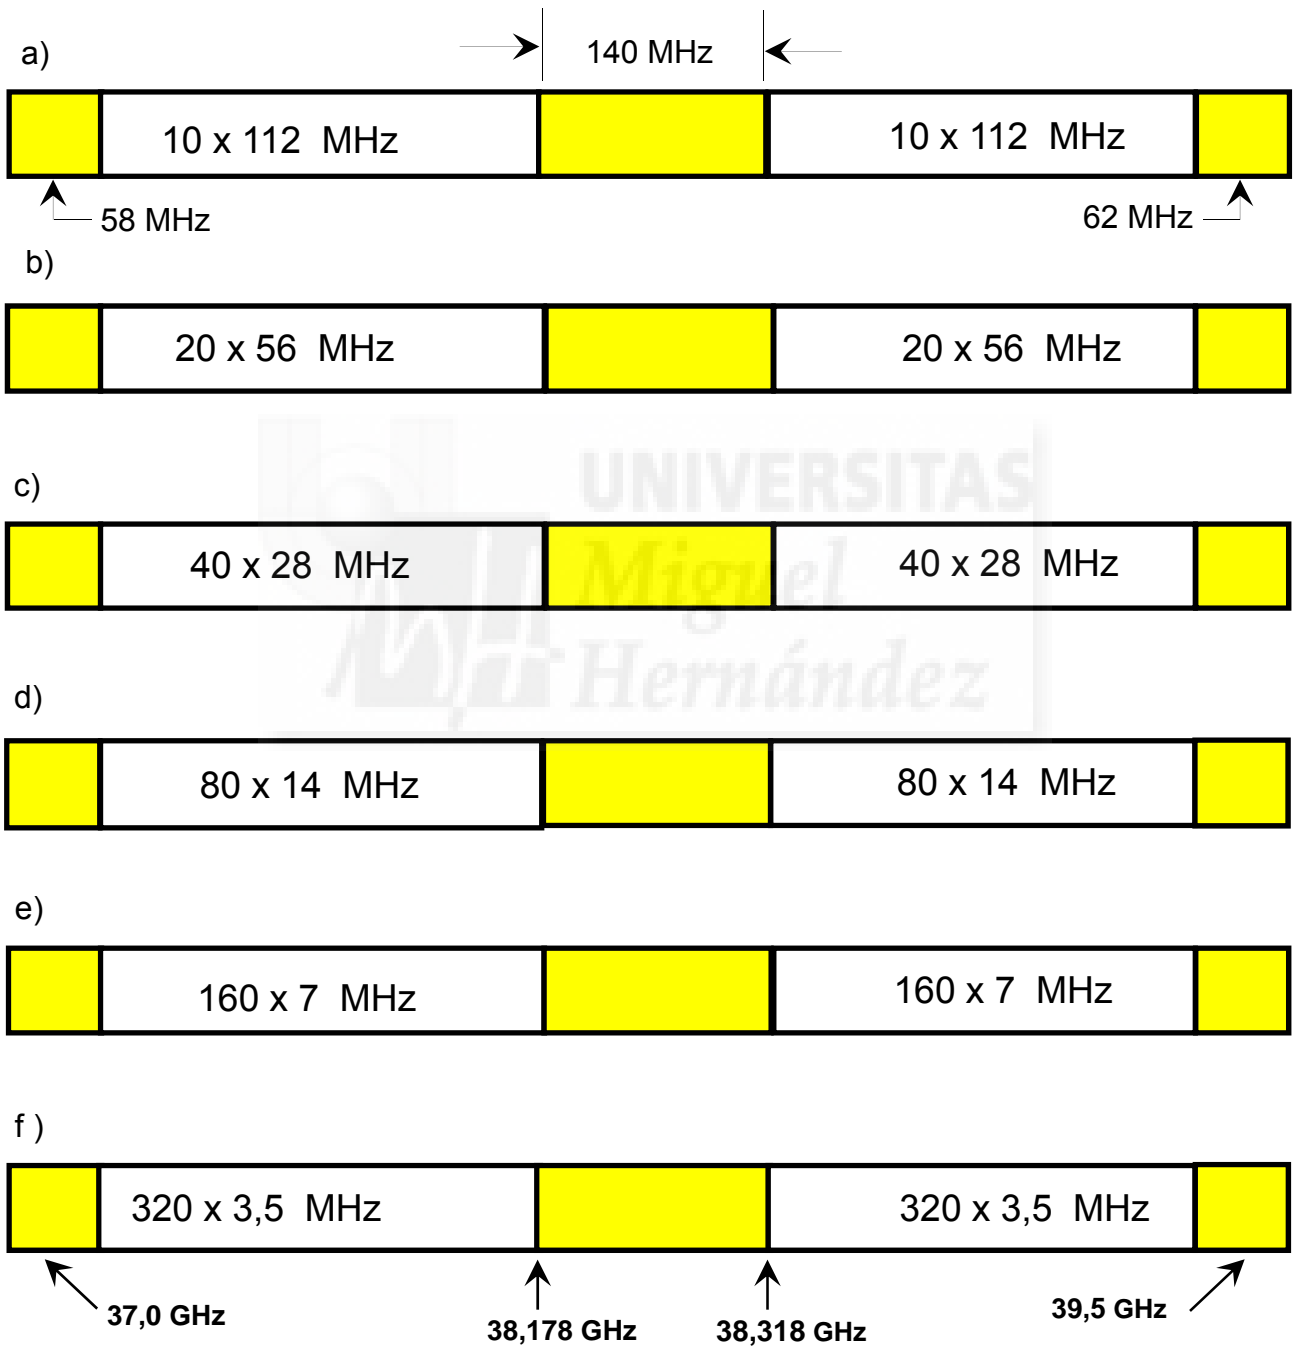 a)
140 MHz
10 x 112 MHz
10 x 112 MHz
58 MHz
62 MHz
b)
20 x 56 MHz
20 x 56 MHz
UNIVERSITAS
c)
40 x 28 MHz
40 x 28 MHz
Miguel
Hernández
d)
80 x 14 MHz
80 x 14 MHz
e)
160 x 7 MHz
160 x 7 MHz
f )
320 x 3,5 MHz
320 x 3,5 MHz
37,0 GHz
38,178 GHz
38,318 GHz
39,5 GHz